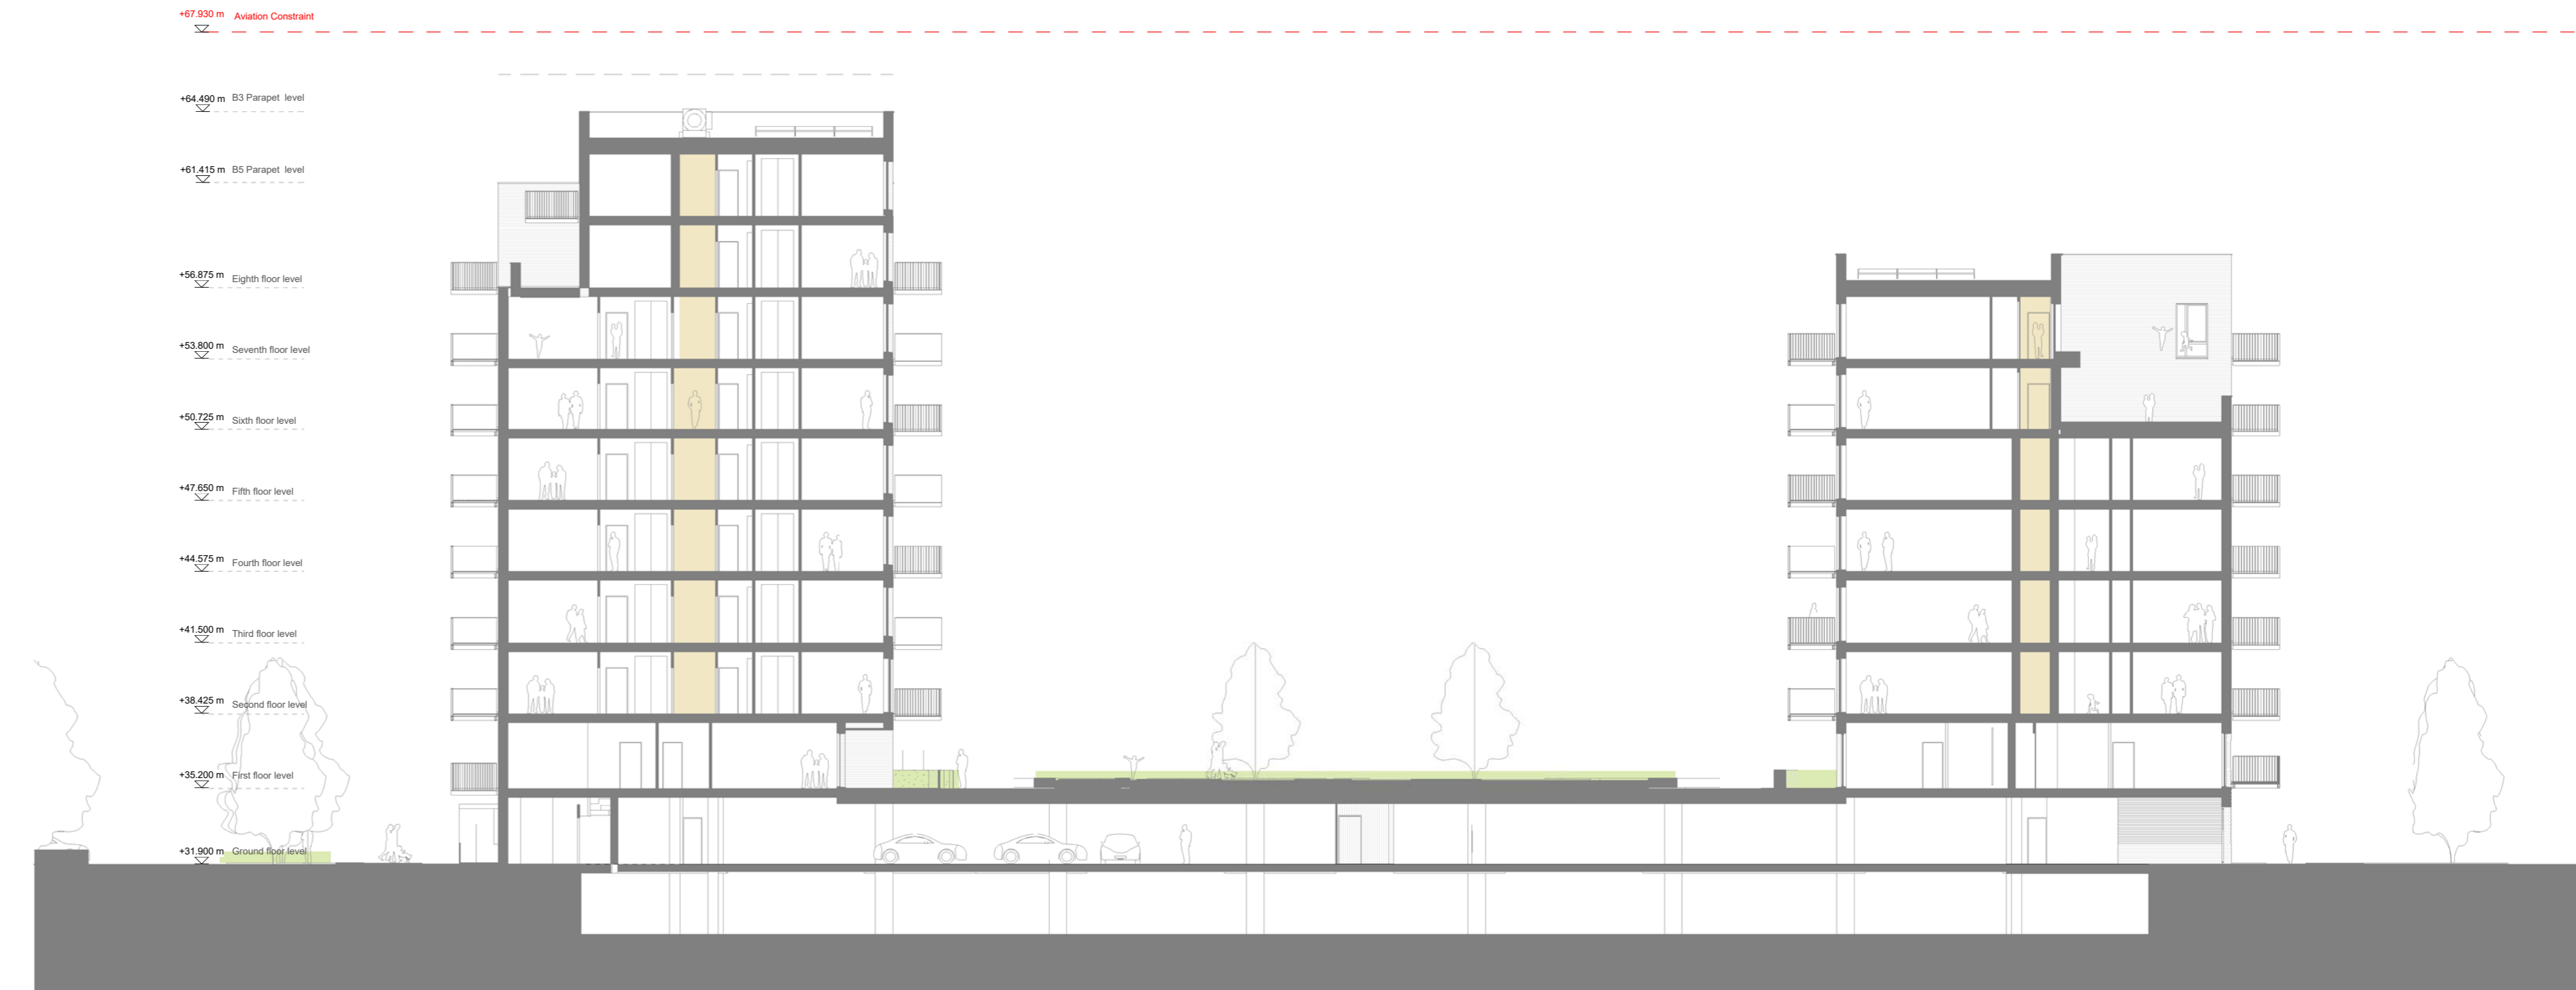 +67.930 m Aviation Constraint
+64.490 m B3 Parapet level
+61.415 m B5 Parapet level
+56.875 m Eighth floor level
+53.800 m Seventh floor level
+50.725 m Sixth floor level
+47.650 m Fifth floor level
+44.575 m Fourth floor level
+41.500 m Third floor level
+38.425 m Second floor level
+35.200 m First floor level
+31.900 m Ground floor level